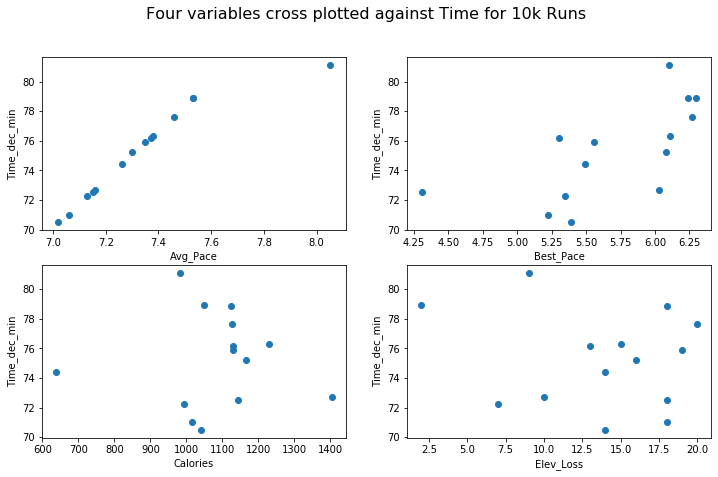 Four variables cross plotted against Time for 10k Runs
80
78
76
74
72
70
Time_dec_min
7.0 7.2 7.4 7.6 7.8 8.0
Avg_Pace
80
78
76
74
72
70
Time_dec_min
4.25 4.50 4.75 5.00 5.25 5.50 5.75 6.00 6.25
Best_Pace
80
78
76
74
72
70
Time_dec_min
600 700 800 900 1000 1100 1200 1300 1400
Calories
80
78
76
74
72
70
Time_dec_min
2.5 5.0 7.5 10.0 12.5 15.0 17.5 20.0
Elev_Loss